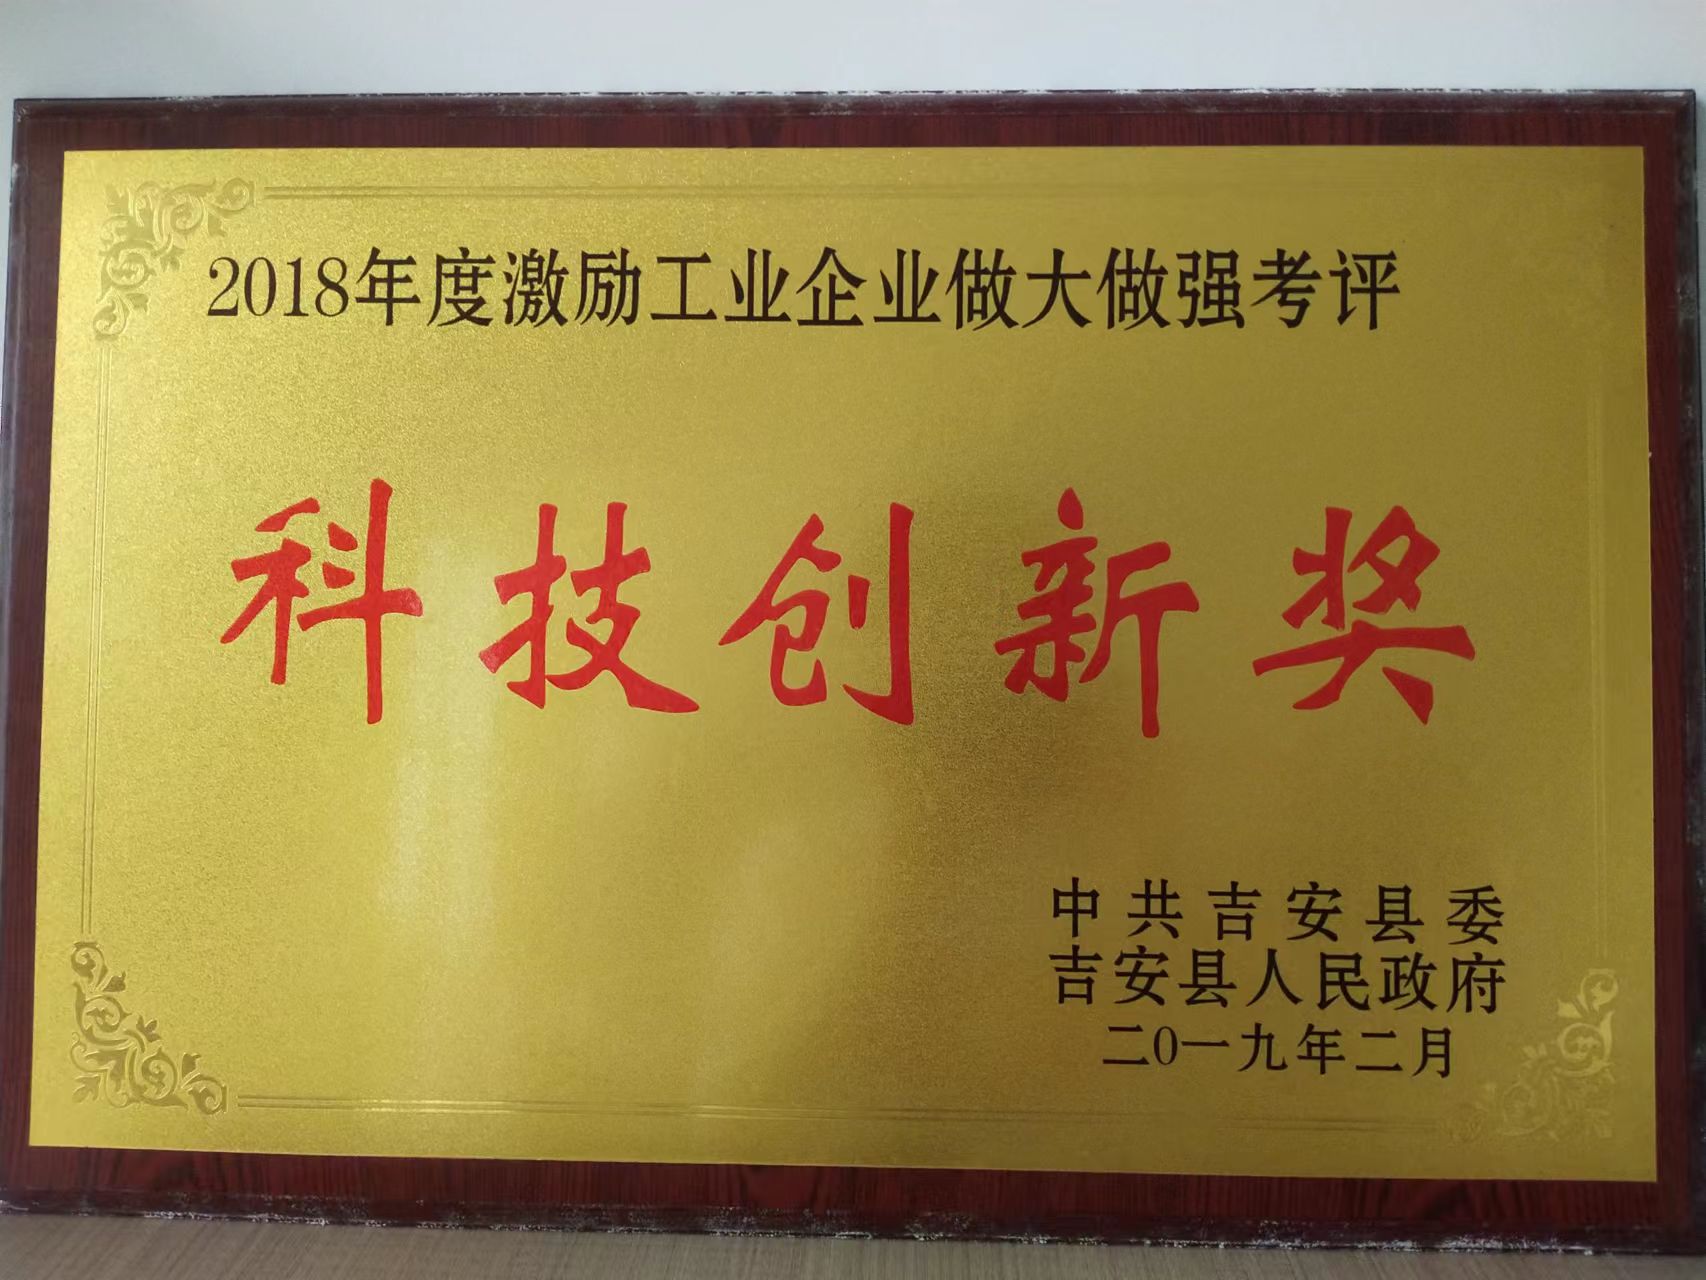 2018年度激励工业企业做大做强考评
科技创新奖
中共吉安县委
吉安县人民政府
二0一九年二月